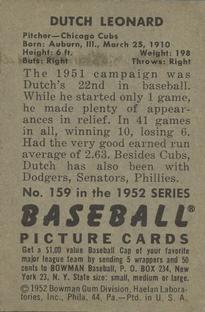 DUTCH LEONARD
Pitcher—Chicago Cubs
Born: Auburn, Ill., March 25, 1910
Height: 6 ft. Weight: 198
Bats: Right Throws: Right
The 1951 campaign was
Dutch's 22nd in baseball.
While he started only 1 game,
he made plenty of appear-
ances in relief. In 41 games
in all, winning 10, losing 6.
Had the very good earned run
average of 2.63. Besides Cubs,
Dutch has also been with
Dodgers, Senators, Phillies.
No. 159 in the 1952 SERIES
BASEBALL®
PICTURE CARDS
Get a $1.00 value Baseball Cap of your favorite
major league team by sending 5 wrappers and 50
cents to BOWMAN Baseball, P. O. BOX 234, New
York 23, N. Y. State size: small, medium or large.
©1952 Bowman Gum Division, Haelan Labora-
tories, Inc., Phila. 44, Pa.—Ptd. in U. S. A.